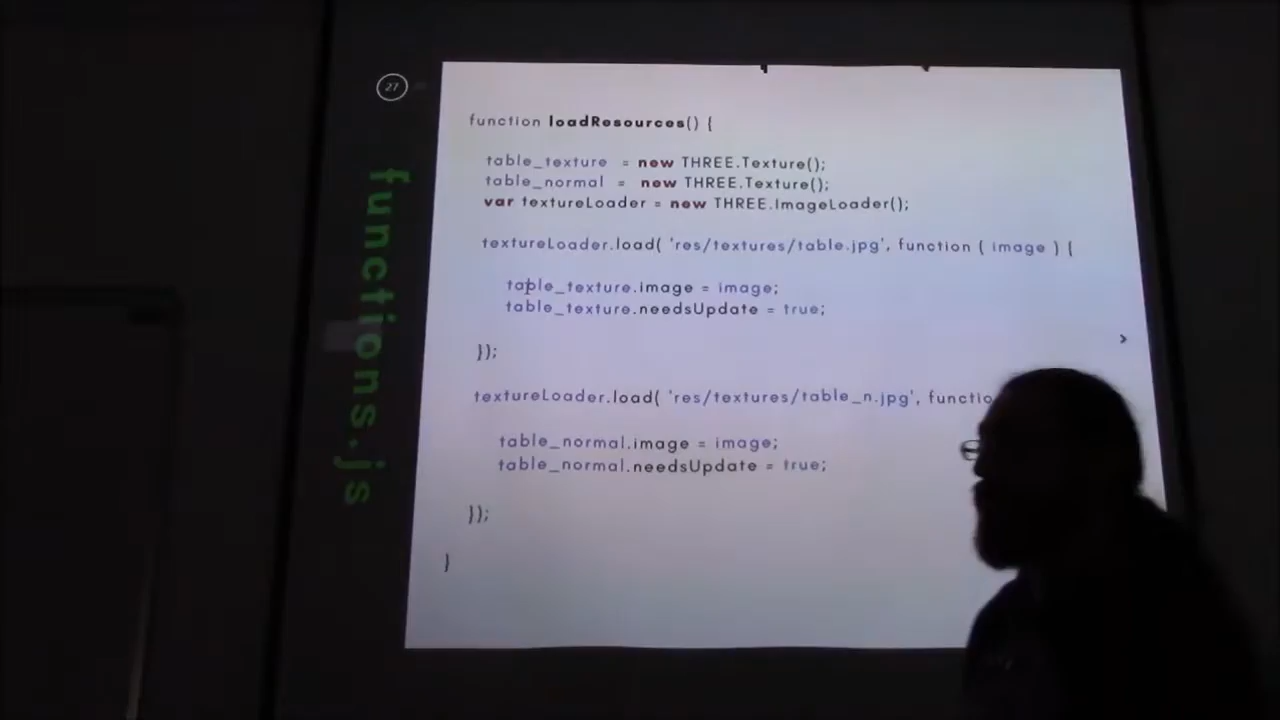 27
functions.js
function loadResources() {
table_texture = new THREE.Texture();
table_normal = new THREE.Texture();
var textureLoader = new THREE.ImageLoader();
textureLoader.load( 'res/textures/table.jpg', function ( image ) {
table_texture.image = image;
table_texture.needsUpdate = true;
});
textureLoader.load( 'res/textures/table_n.jpg', functio
table_normal.image = image;
table_normal.needsUpdate = true;
});
}